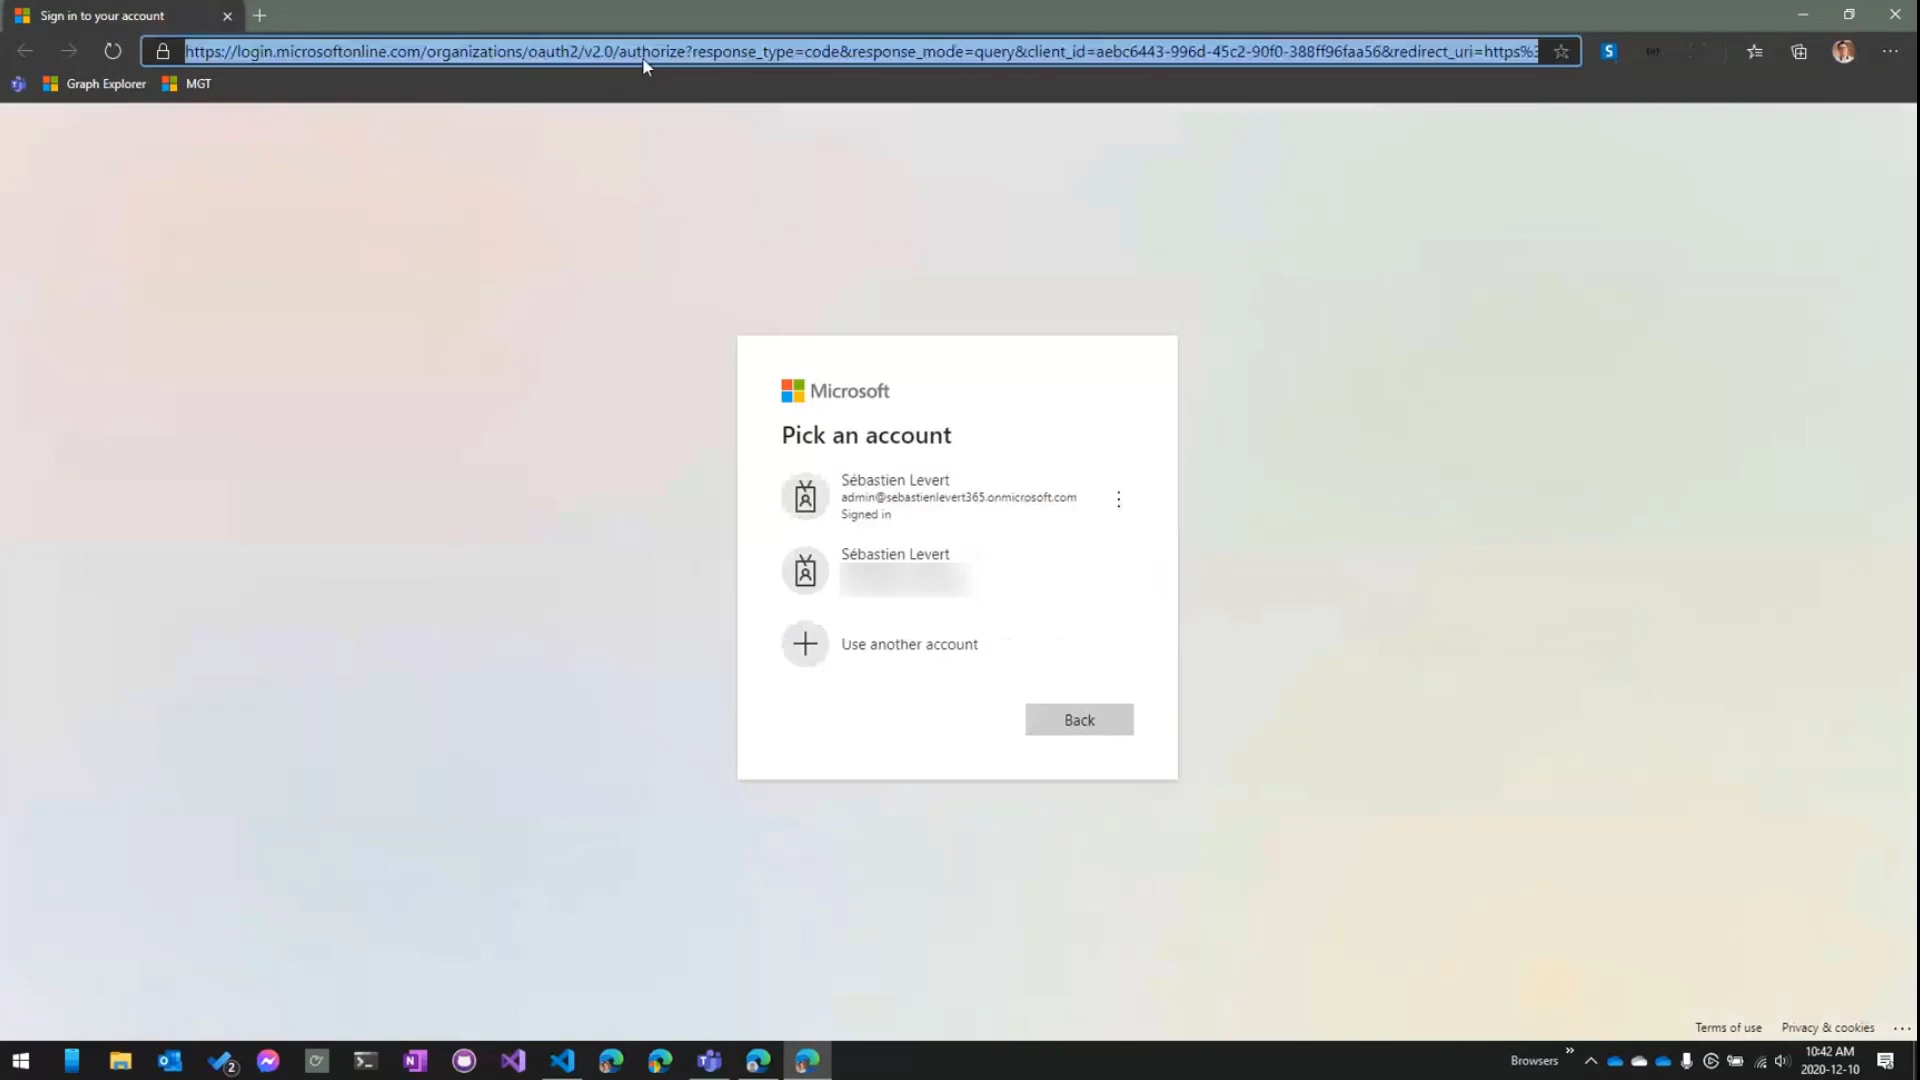 Sign in to your account
https://login.microsoftonline.com/organizations/oauth2/v2.0/authorize?response_type=code&response_mode=query&client_id=aebc6443-996d-45c2-90f0-388ff96faa56&redirect_uri=https%3
Graph Explorer
MGT
Microsoft
Pick an account
Sébastien Levert
admin@sebastienlevert365.onmicrosoft.com
Signed in
Sébastien Levert
Use another account
Back
Terms of use
Privacy & cookies
Browsers
10:42 AM
2020-12-10
2